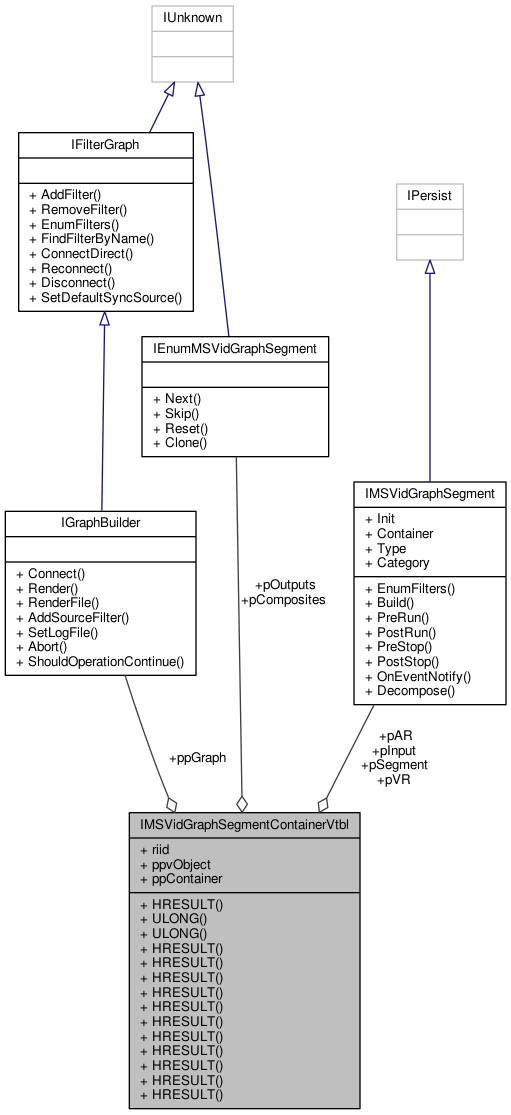 IUnknown
IFilterGraph
+ AddFilter()
+ RemoveFilter()
+ EnumFilters()
+ FindFilterByName()
+ ConnectDirect()
+ Reconnect()
+ Disconnect()
+ SetDefaultSyncSource()
IPersist
IEnumMSVidGraphSegment
+ Next()
+ Skip()
+ Reset()
+ Clone()
IGraphBuilder
+ Connect()
+ Render()
+ RenderFile()
+ AddSourceFilter()
+ SetLogFile()
+ Abort()
+ ShouldOperationContinue()
IMSVidGraphSegment
+ Init
+ Container
+ Type
+ Category
+ EnumFilters()
+ Build()
+ PreRun()
+ PostRun()
+ PreStop()
+ PostStop()
+ OnEventNotify()
+ Decompose()
+pOutputs
+pComposites
+ppGraph
+pAR
+pInput
+pSegment
+pVR
IMSVidGraphSegmentContainerVtbl
+ riid
+ ppvObject
+ ppContainer
+ HRESULT()
+ ULONG()
+ ULONG()
+ HRESULT()
+ HRESULT()
+ HRESULT()
+ HRESULT()
+ HRESULT()
+ HRESULT()
+ HRESULT()
+ HRESULT()
+ HRESULT()
+ HRESULT()
+ HRESULT()